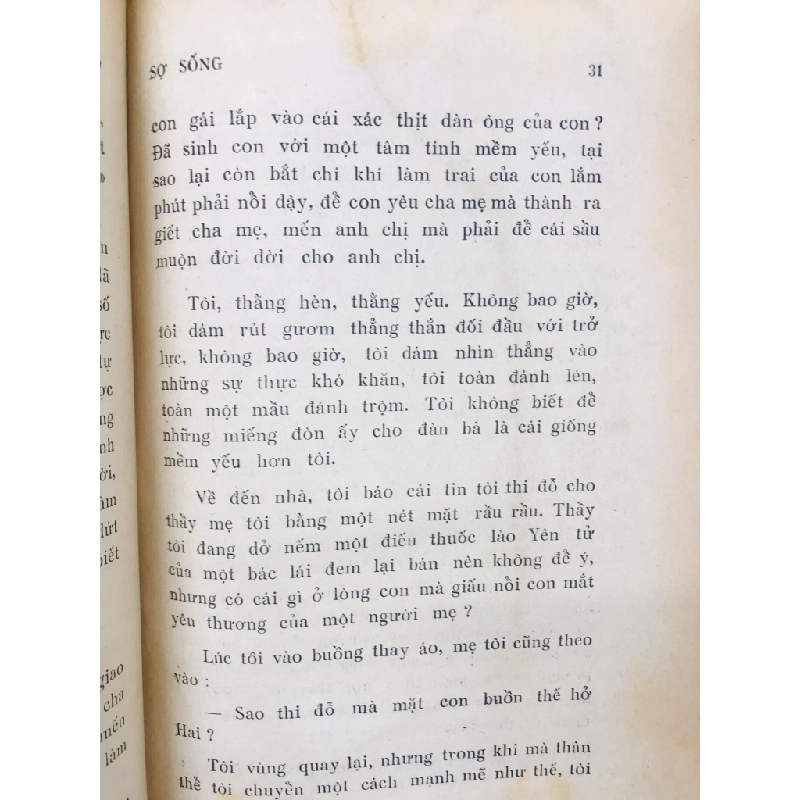 SỢ SỐNG 31
con gái lắp vào cái xác thịt đàn ông của con ?
Đã sinh con với một tâm tính mềm yếu, tại
sao lại còn bắt chí khí làm trai của con lắm
phút phải nổi dậy, để con yêu cha mẹ mà thành ra
giết cha mẹ, mến anh chị mà phải để cái sầu
muộn đời đời cho anh chị.
Tôi, thằng hèn, thằng yếu. Không bao giờ,
tôi dám rút gươm thẳng thắn đối đầu với trở
lực, không bao giờ, tôi dám nhìn thẳng vào
những sự thực khó khăn, tôi toàn đánh lén,
toàn một mầu đánh trộm. Tôi không biết để
những miếng đòn ấy cho đàn bà là cái giống
mềm yếu hơn tôi.
Về đến nhà, tôi báo cái tin tôi thi đỗ cho
thầy mẹ tôi bằng một nét mặt rầu rầu. Thầy
tôi đang dở nếm một điếu thuốc lào Yên tử
của một bác lái đem lại bán nên không để ý,
nhưng có cái gì ở lòng con mà giấu nổi con mắt
yêu thương của một người mẹ ?
Lúc tôi vào buồng thay áo, mẹ tôi cũng theo
vào :
— Sao thi đỗ mà mặt con buồn thế hở
Hai ?
Tôi vùng quay lại, nhưng trong khi mà thân
thể tôi chuyển một cách mạnh mẽ như thế, tôi